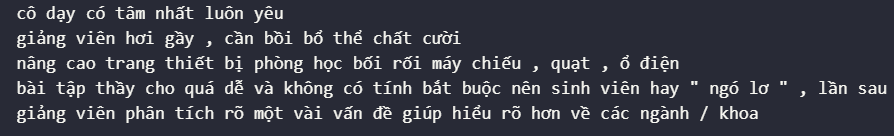 cô dạy có tâm nhất luôn yêu
giảng viên hơi gầy , cần bồi bổ thể chất cười
nâng cao trang thiết bị phòng học bối rối máy chiếu , quạt , ổ điện
bài tập thầy cho quá dễ và không có tính bắt buộc nên sinh viên hay " ngó lơ " , lần sau
giảng viên phân tích rõ một vài vấn đề giúp hiểu rõ hơn về các ngành / khoa